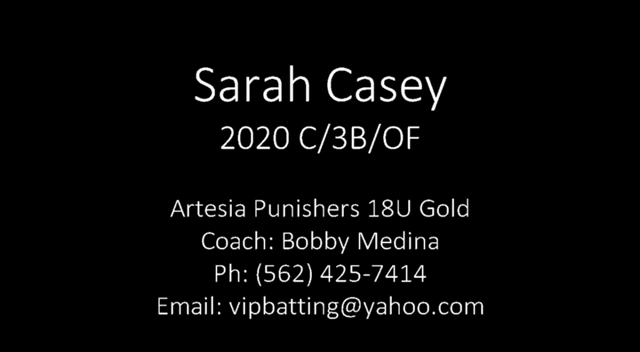 Sarah Casey
2020 C/3B/OF
Artesia Punishers 18U Gold
Coach: Bobby Medina
Ph: (562) 425-7414
Email: vipbatting@yahoo.com